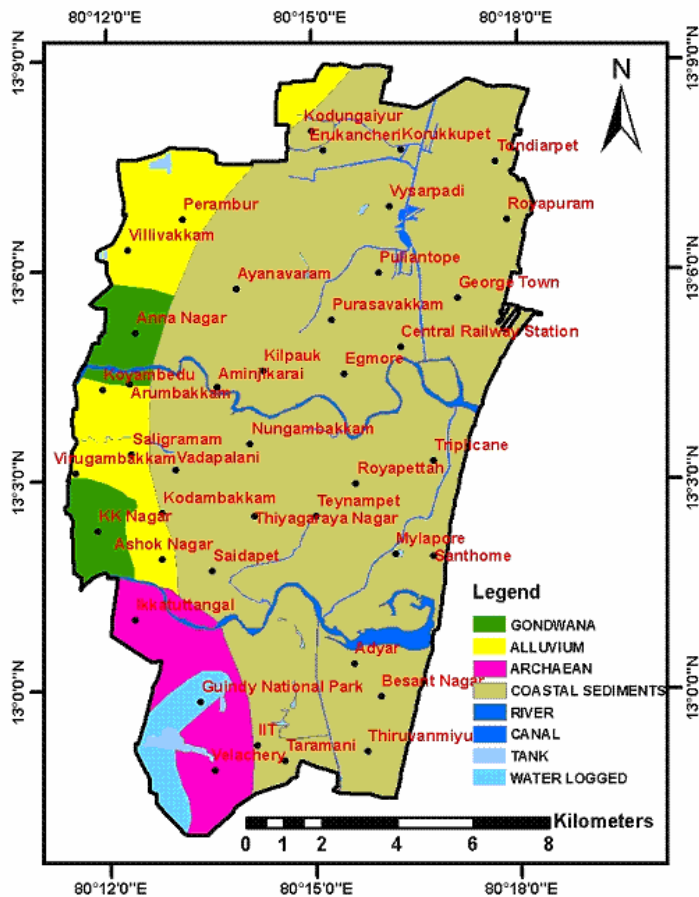 80°12'0"E 80°15'0"E 80°18'0"E
13°9'0"N 13°9'0"N
N
Kodungaiyur
Erukancheri Korukkupet
Tondiarpet
Vysarpadi
Perambur
Royapuram
Villivakkam
Puliantope
13°6'0"N 13°6'0"N
Ayanavaram
George Town
Purasavakkam
Anna Nagar
Central Railway Station
Kilpauk
Egmore
Koyambedu
Aminjikarai
Arumbakkam
Nungambakkam
Saligramam
Triplicane
Virugambakkam Vadapalani
Royapettah
13°3'0"N 13°3'0"N
Kodambakkam
Teynampet
KK Nagar
Thiyagaraya Nagar
Mylapore
Ashok Nagar
Saidapet
Santhome
Legend
Ikkatuttangal
GONDWANA
ALLUVIUM
Adyar
ARCHAEAN
Besant Nagar
Guindy National Park
COASTAL SEDIMENTS
13°0'0"N 13°0'0"N
RIVER
IIT
CANAL
Taramani
Thiruvanmiyu
Velachery
TANK
WATER LOGGED
Kilometers
0 1 2 4 6 8
80°12'0"E 80°15'0"E 80°18'0"E